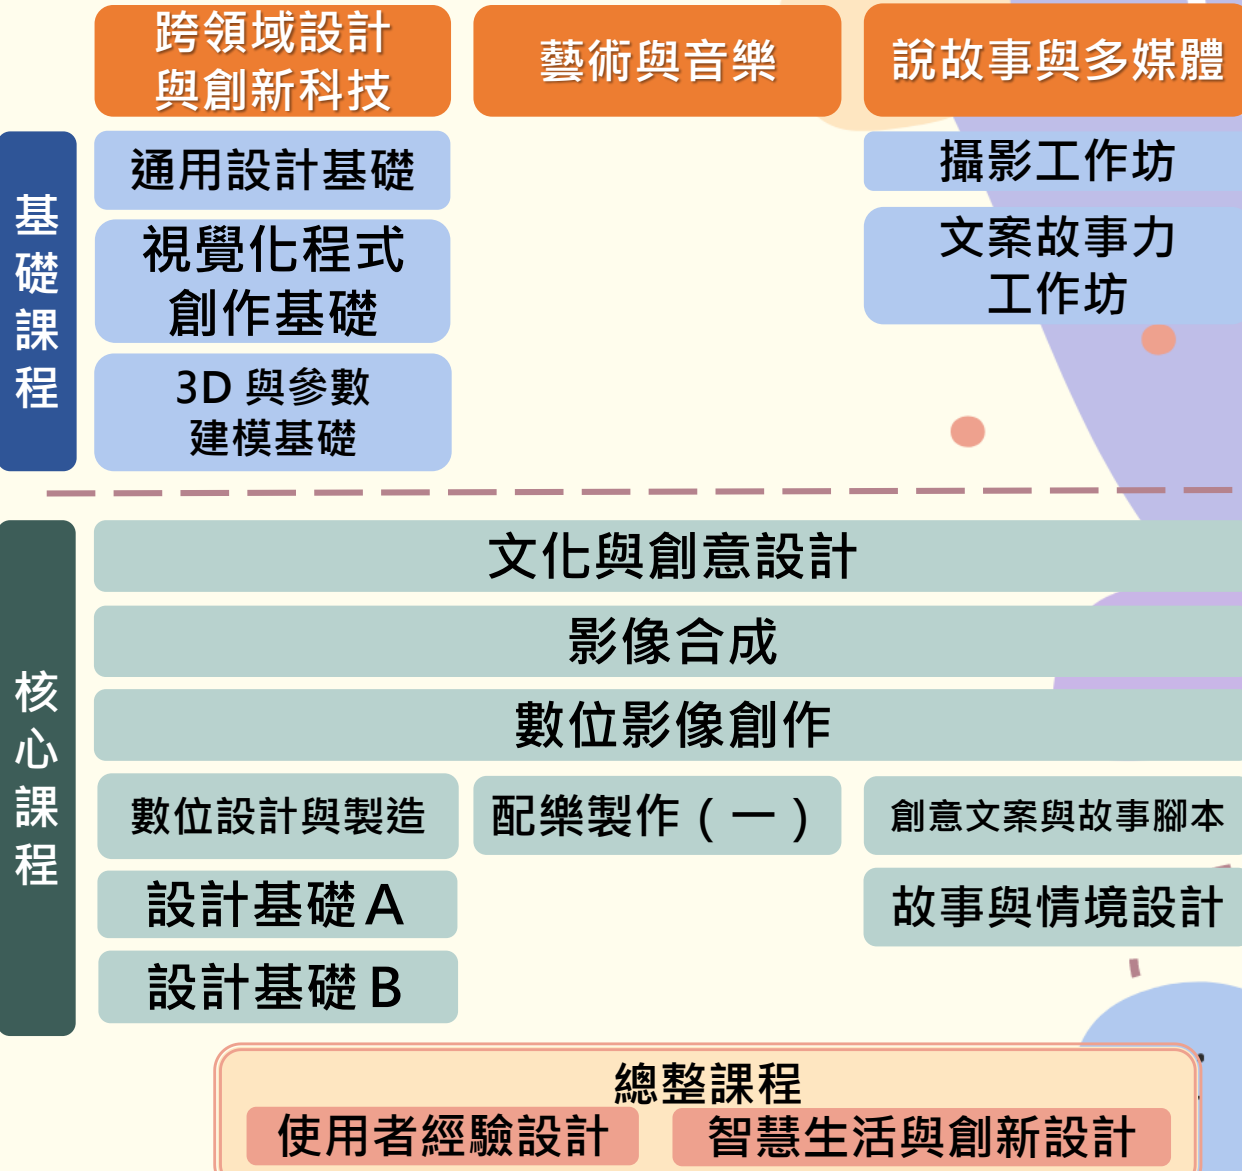 跨領域設計
與創新科技
藝術與音樂
說故事與多媒體
基礎課程
通用設計基礎
視覺化程式
創作基礎
3D 與參數
建模基礎
攝影工作坊
文案故事力
工作坊
核心課程
文化與創意設計
影像合成
數位影像創作
數位設計與製造
配樂製作（一）
創意文案與故事腳本
設計基礎 A
故事與情境設計
設計基礎 B
總整課程
使用者經驗設計
智慧生活與創新設計